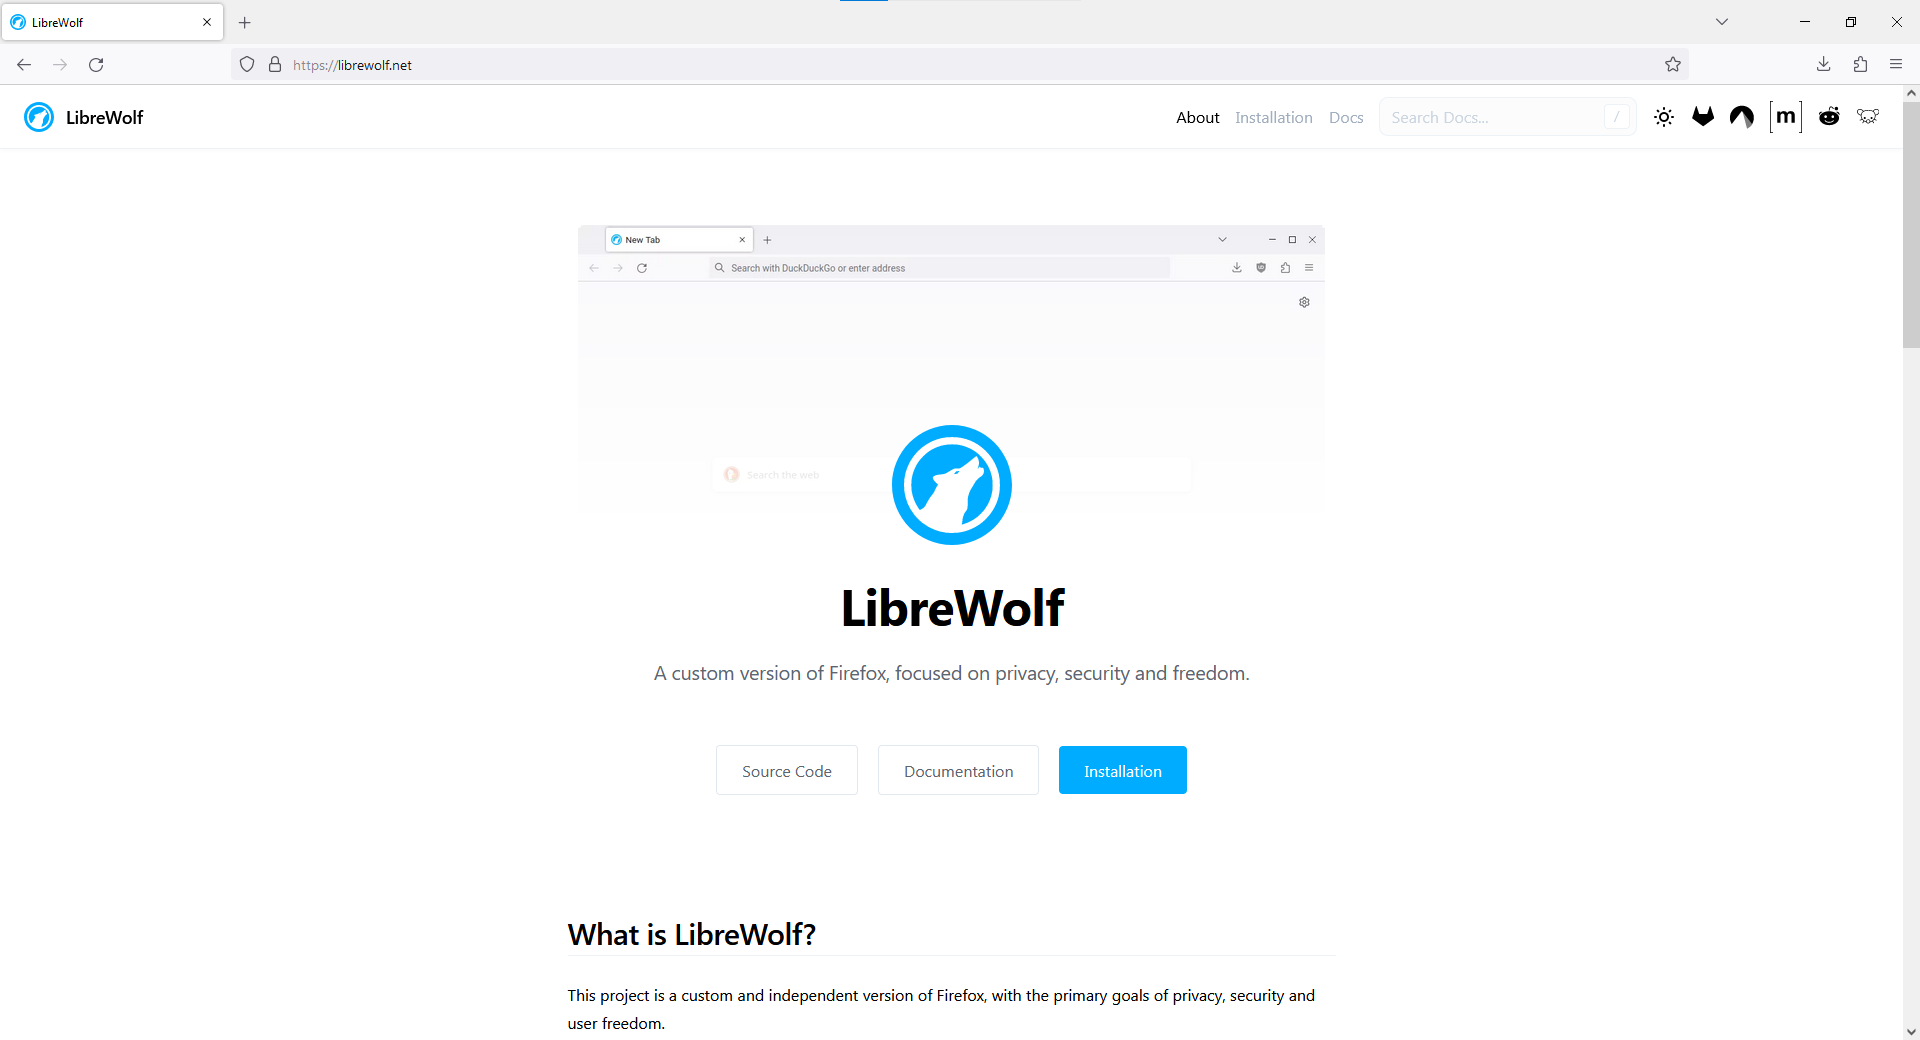 LibreWolf
https://librewolf.net
LibreWolf
About
Installation
Docs
Search Docs...
/
[m]
New Tab
Search with DuckDuckGo or enter address
Search the web
LibreWolf
A custom version of Firefox, focused on privacy, security and freedom.
Source Code
Documentation
Installation
What is LibreWolf?
This project is a custom and independent version of Firefox, with the primary goals of privacy, security and
user freedom.